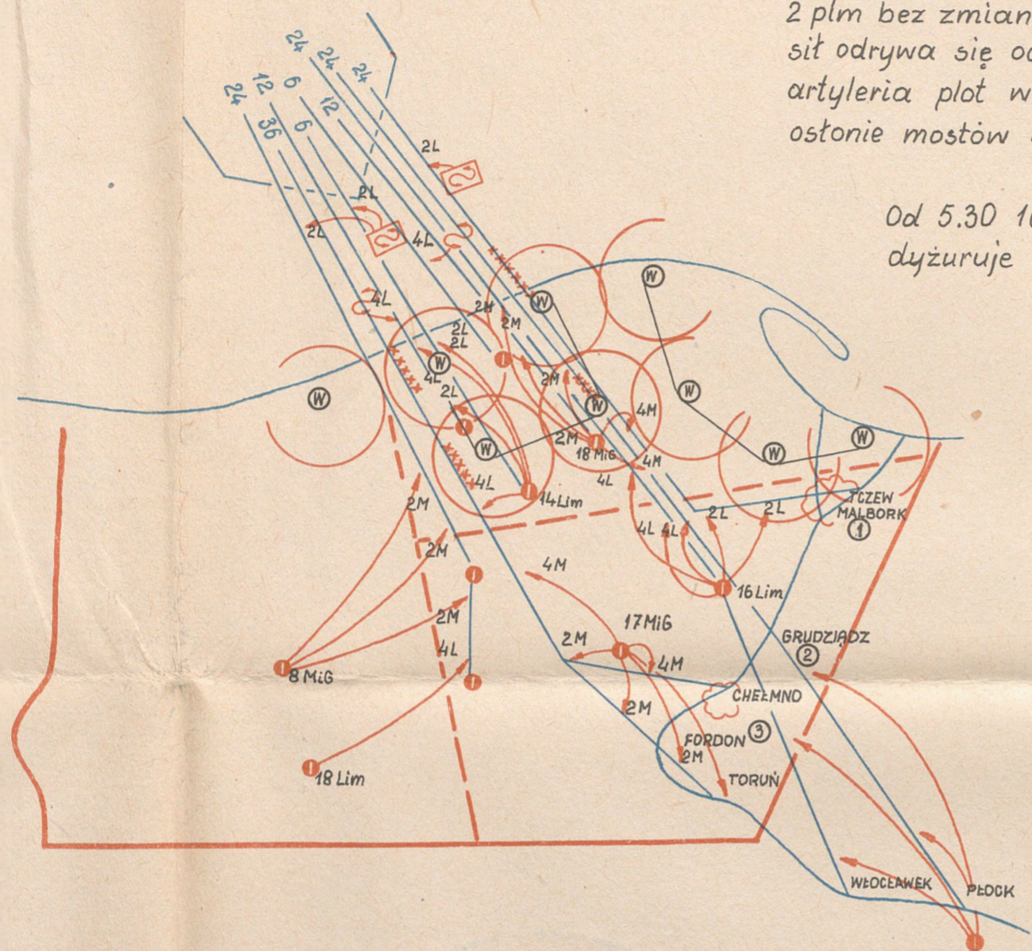 2 plm bez zmian
sił odrywa się od
artyleria plot w
osłonie mostów
Od 5.30
dyżuruje
24
24
24
12
6
12
24
36
6
2L
2L
2L
4L
4L
2M
2M
2L
2L
4L
2L
2M
4M
2M
18 MiG
4M
4L
4L
14 Lim
TCZEW
MALBORK
1
2L
2L
2M
4L
4L
2M
4M
16 Lim
17 MiG
2M
GRUDZIĄDZ
2
2M
4M
4L
8 MiG
CHEŁMNO
2M
FORDON
3
2M
TORUŃ
18 Lim
WŁOCŁAWEK
PŁOCK
W
W
W
W
W
W
W
W
W